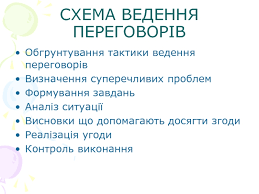 СХЕМА ВЕДЕННЯ
ПЕРЕГОВОРІВ
• Обгрунтування тактики ведення
переговорів
• Визначення суперечливих проблем
• Формування завдань
• Аналіз ситуації
• Висновки що допомагають досягти згоди
• Реалізація угоди
• Контроль виконання